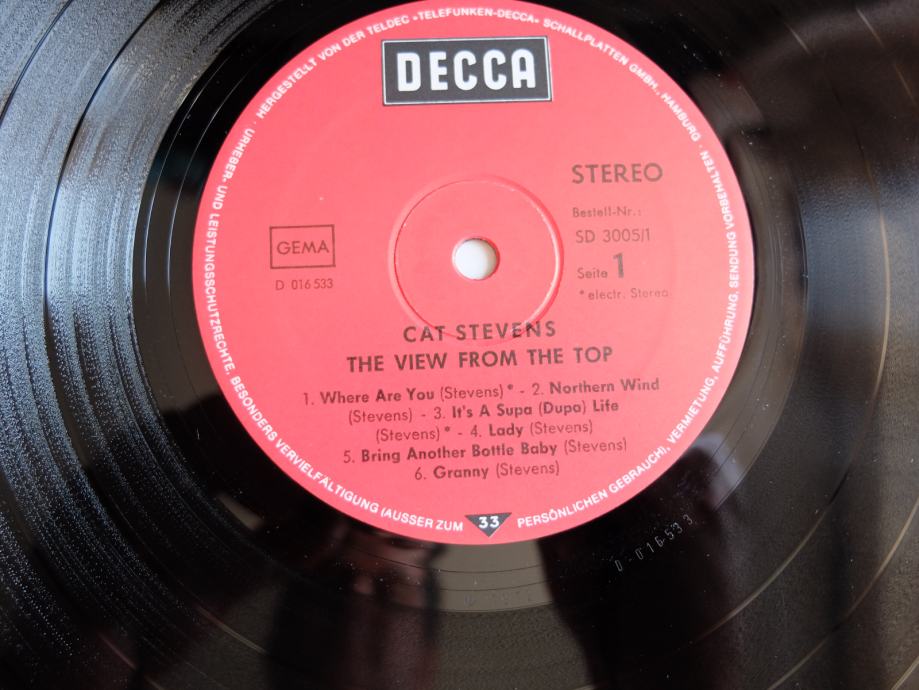 URHEBER- UND LEISTUNGSSCHUTZRECHTE, BESONDERS VERVIELFÄLTIGUNG (AUSSER ZUM PERSÖNLICHEN GEBRAUCH), VERMIETUNG, AUFFÜHRUNG, SENDUNG VORBEHALTEN · HERGESTELLT VON DER TELDEC »TELEFUNKEN-DECCA« SCHALLPLATTEN GMBH., HAMBURG ·
DECCA
STEREO
Bestell-Nr.:
SD 3005/1
GEMA
Seite 1
D 016 533
*electr. Stereo
CAT STEVENS
THE VIEW FROM THE TOP
1. Where Are You (Stevens)* - 2. Northern Wind
(Stevens) - 3. It's A Supa (Dupa) Life
(Stevens)* - 4. Lady (Stevens)
5. Bring Another Bottle Baby (Stevens)
6. Granny (Stevens)
33
D-016533